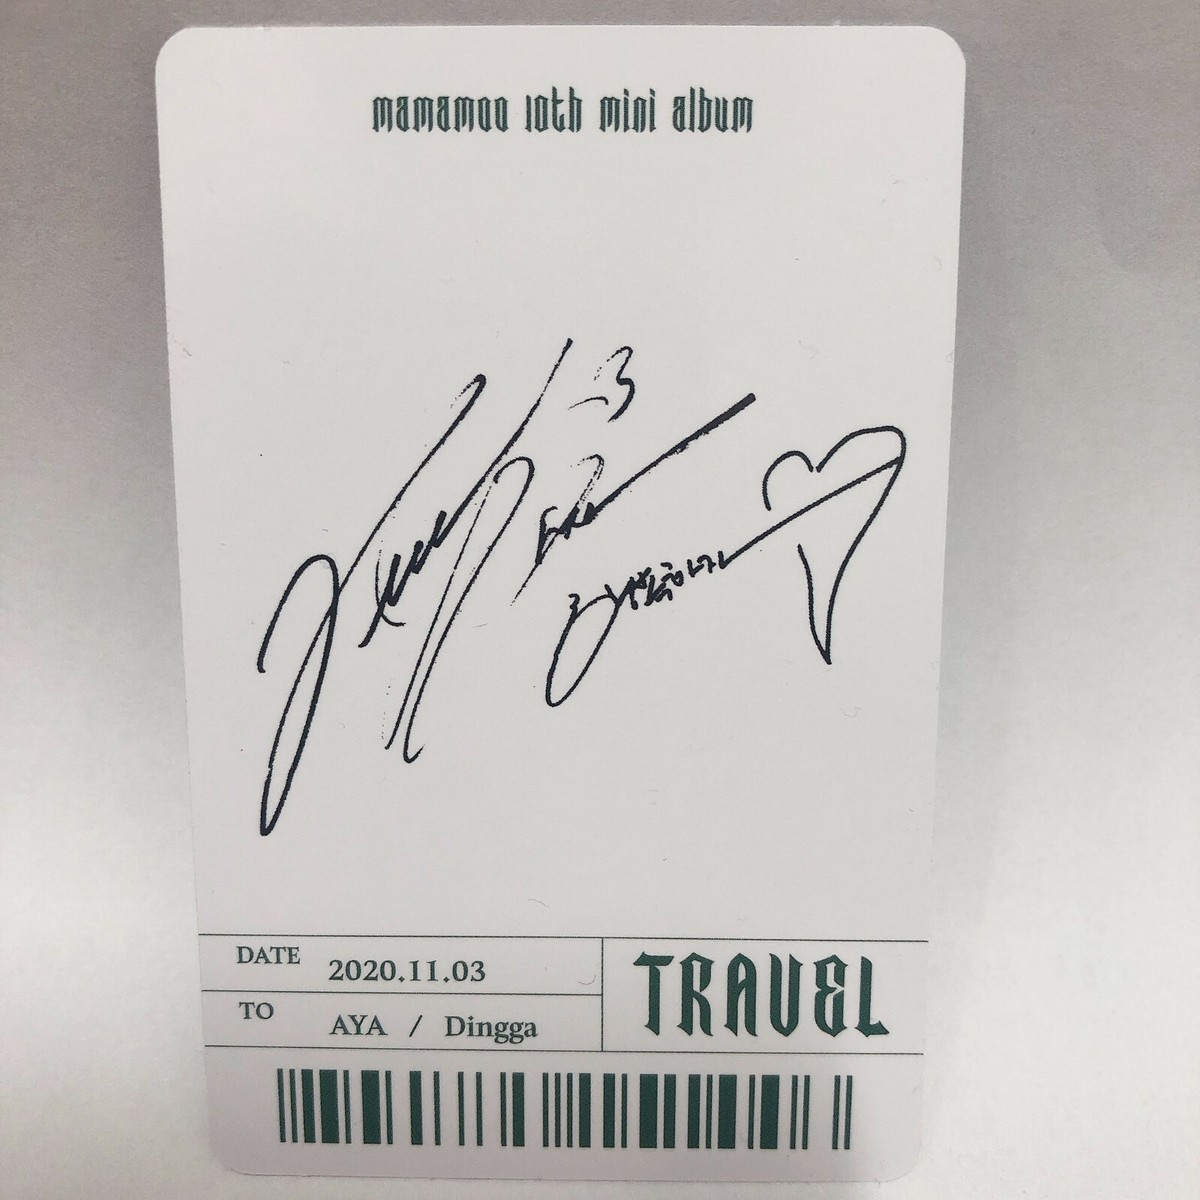 mamamoo 10th mini album
DATE 2020.11.03
TO AYA / Dingga
TRAVEL